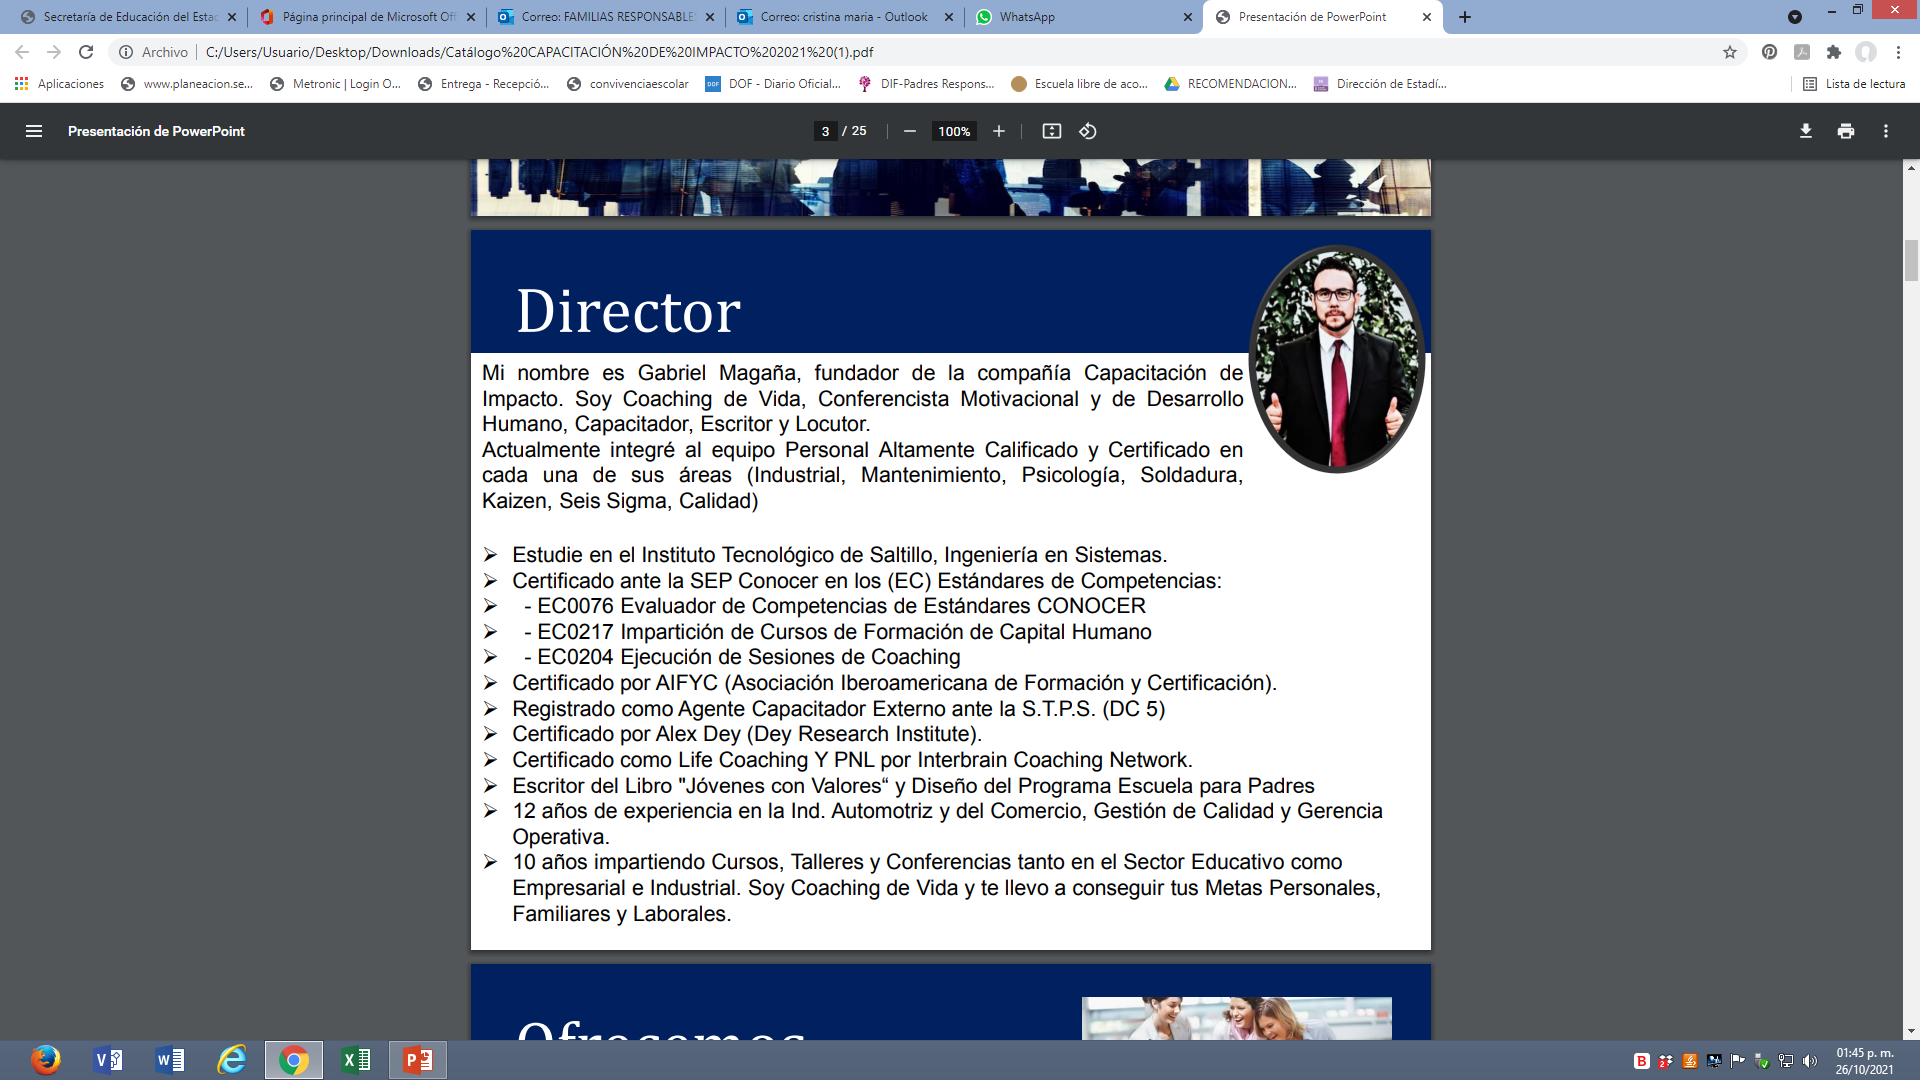 Secretaría de Educación del Estad
Página principal de Microsoft Off
Correo: FAMILIAS RESPONSABLES
Correo: cristina maria - Outlook
WhatsApp
Presentación de PowerPoint
Archivo
C:/Users/Usuario/Desktop/Downloads/Catálogo%20CAPACITACIÓN%20DE%20IMPACTO%202021%20(1).pdf
Aplicaciones
www.planeacion.se...
Metronic | Login O...
Entrega - Recepció...
convivenciaescolar
DOF - Diario Oficial...
DIF-Padres Respons...
Escuela libre de aco...
RECOMENDACION...
Dirección de Estadí...
Lista de lectura
Presentación de PowerPoint
3 / 25
100%
Director
Mi nombre es Gabriel Magaña, fundador de la compañía Capacitación de
Impacto. Soy Coaching de Vida, Conferencista Motivacional y de Desarrollo
Humano, Capacitador, Escritor y Locutor.
Actualmente integré al equipo Personal Altamente Calificado y Certificado en
cada una de sus áreas (Industrial, Mantenimiento, Psicología, Soldadura,
Kaizen, Seis Sigma, Calidad)
➢ Estudie en el Instituto Tecnológico de Saltillo, Ingeniería en Sistemas.
➢ Certificado ante la SEP Conocer en los (EC) Estándares de Competencias:
➢ - EC0076 Evaluador de Competencias de Estándares CONOCER
➢ - EC0217 Impartición de Cursos de Formación de Capital Humano
➢ - EC0204 Ejecución de Sesiones de Coaching
➢ Certificado por AIFYC (Asociación Iberoamericana de Formación y Certificación).
➢ Registrado como Agente Capacitador Externo ante la S.T.P.S. (DC 5)
➢ Certificado por Alex Dey (Dey Research Institute).
➢ Certificado como Life Coaching Y PNL por Interbrain Coaching Network.
➢ Escritor del Libro "Jóvenes con Valores“ y Diseño del Programa Escuela para Padres
➢ 12 años de experiencia en la Ind. Automotriz y del Comercio, Gestión de Calidad y Gerencia
Operativa.
➢ 10 años impartiendo Cursos, Talleres y Conferencias tanto en el Sector Educativo como
Empresarial e Industrial. Soy Coaching de Vida y te llevo a conseguir tus Metas Personales,
Familiares y Laborales.
Ofrecemos
01:45 p. m.
26/10/2021